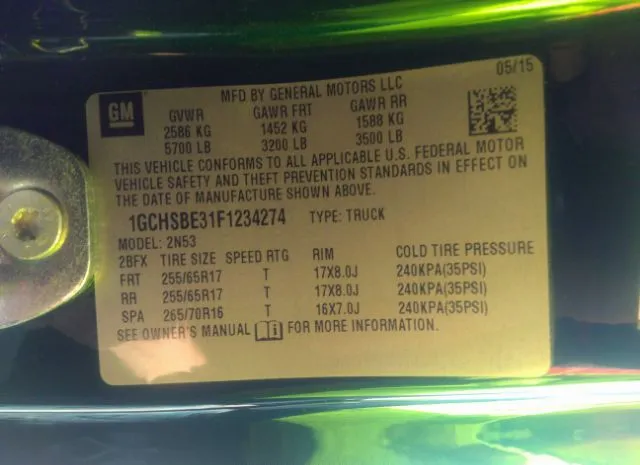 GM
MFD BY GENERAL MOTORS LLC 05/15
GVWR GAWR FRT GAWR RR
2586 KG 1452 KG 1588 KG
5700 LB 3200 LB 3500 LB
THIS VEHICLE CONFORMS TO ALL APPLICABLE U.S. FEDERAL MOTOR
VEHICLE SAFETY AND THEFT PREVENTION STANDARDS IN EFFECT ON
THE DATE OF MANUFACTURE SHOWN ABOVE.
1GCHSBE31F1234274 TYPE: TRUCK
MODEL: 2N53
2BFX TIRE SIZE SPEED RTG RIM COLD TIRE PRESSURE
FRT 255/65R17 T 17X8.0J 240KPA(35PSI)
RR 255/65R17 T 17X8.0J 240KPA(35PSI)
SPA 265/70R16 T 16X7.0J 240KPA(35PSI)
SEE OWNER'S MANUAL FOR MORE INFORMATION.